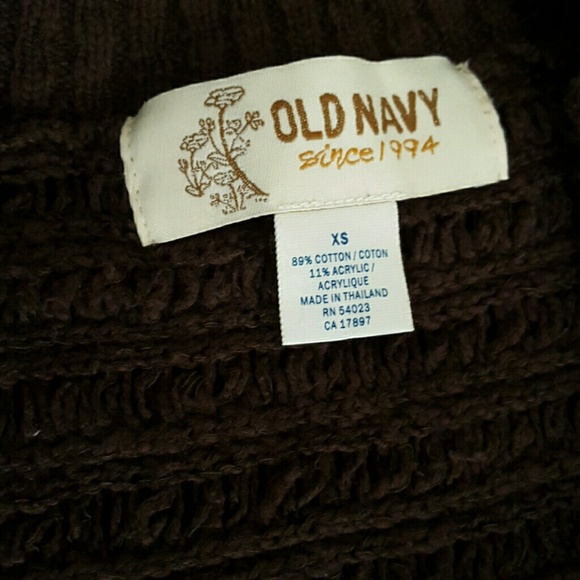 OLD NAVY
since 1994
XS
89% COTTON / COTON
11% ACRYLIC /
ACRYLIQUE
MADE IN THAILAND
RN 54023
CA 17897